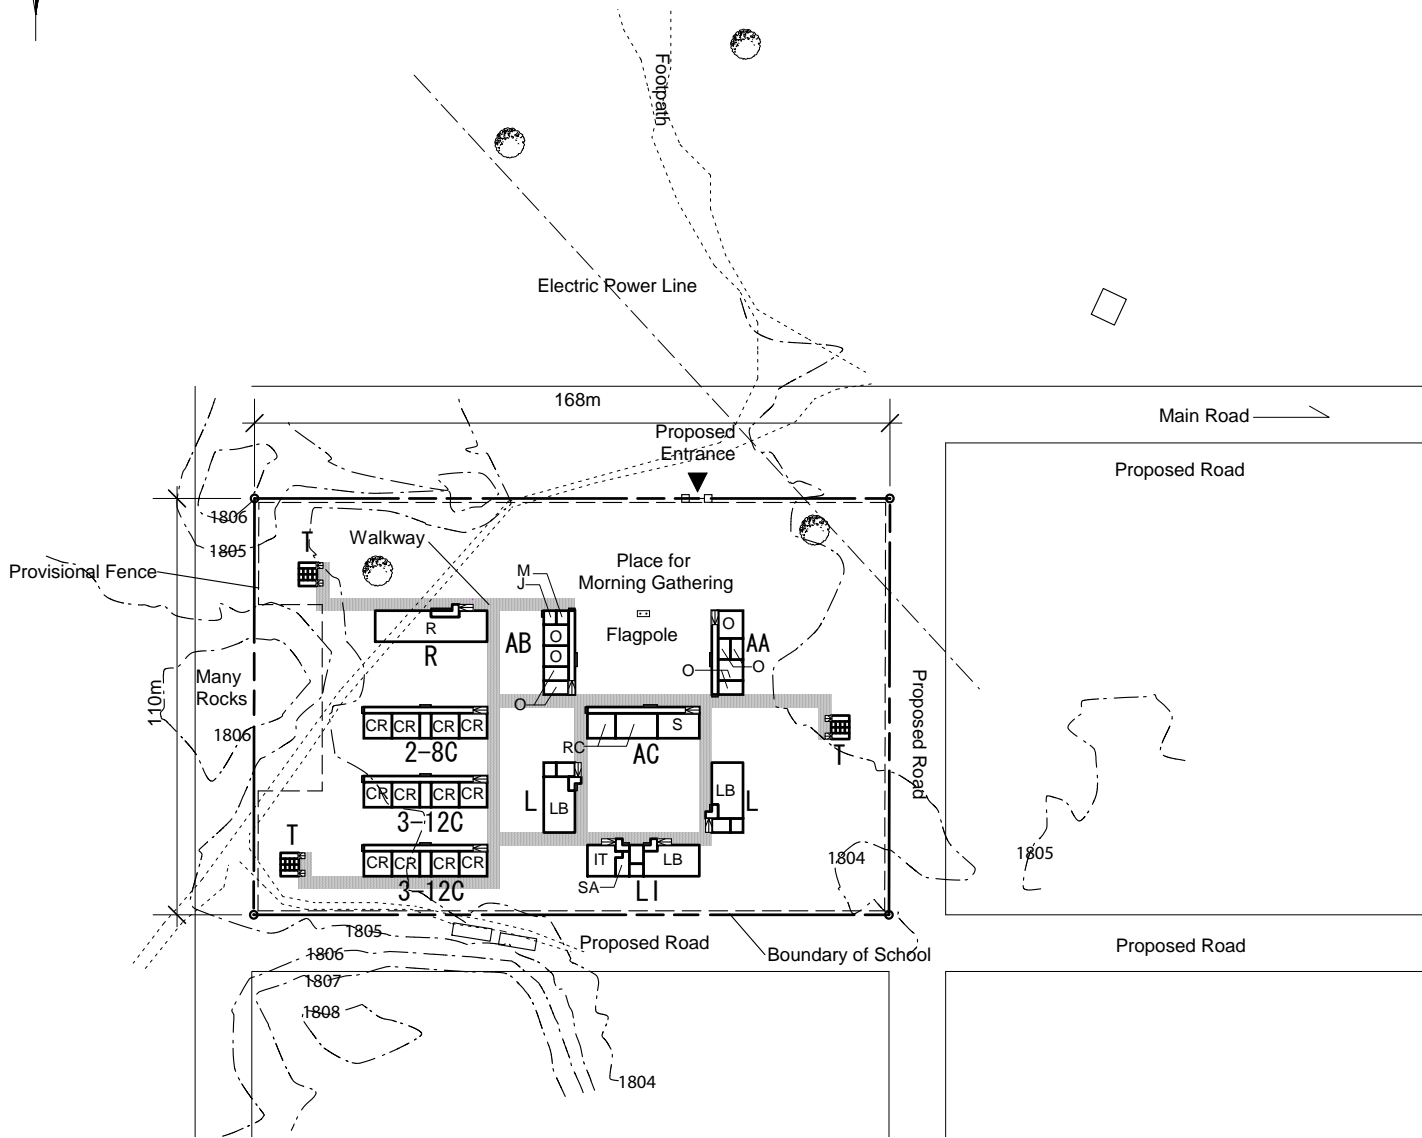 Footpath
Electric Power Line
168m
Main Road
Proposed
Entrance
Proposed Road
1806
1805
T
Walkway
Place for
Morning Gathering
Provisional Fence
M
J
R
R
AB
O
O
O
Flagpole
O
AA
O
O
Many
Rocks
110m
1806
CR
CR
CR
CR
2-8C
RC
S
AC
T
Proposed Road
CR
CR
CR
CR
3-12C
L
LB
LB
L
T
CR
CR
CR
CR
3-12C
IT
LB
SA
LI
1804
1805
1805
Proposed Road
Boundary of School
Proposed Road
1806
1807
1808
1804